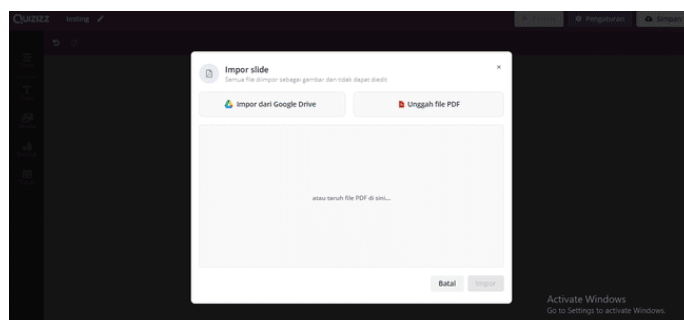 Quizizz testing
Pengaturan
Simpan
Impor slide
Semua file diimpor sebagai gambar dan tidak dapat diedit
Impor dari Google Drive
Unggah file PDF
atau taruh file PDF di sini...
Batal
Impor
Activate Windows
Go to Settings to activate Windows.